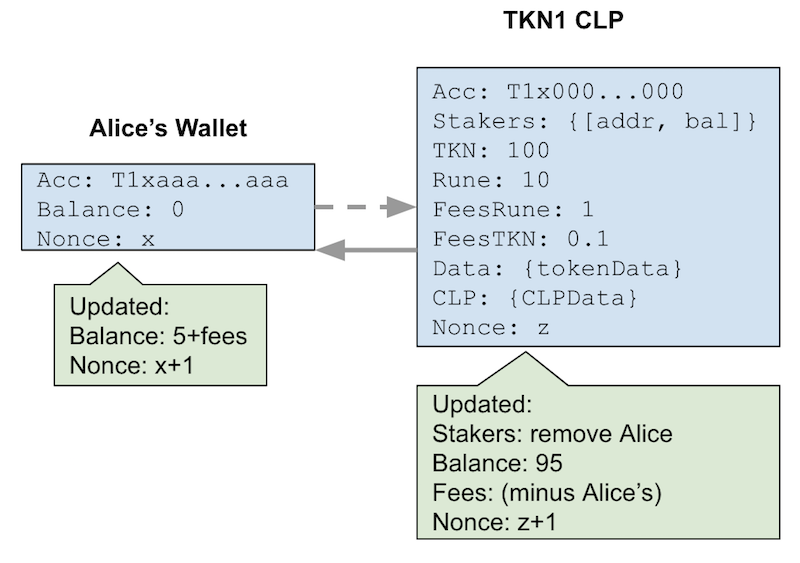 TKN1 CLP
Alice's Wallet
Acc: T1xaaa...aaa
Balance: 0
Nonce: x
Updated:
Balance: 5+fees
Nonce: x+1
Acc: T1x000...000
Stakers: {[addr, bal]}
TKN: 100
Rune: 10
FeesRune: 1
FeesTKN: 0.1
Data: {tokenData}
CLP: {CLPData}
Nonce: z
Updated:
Stakers: remove Alice
Balance: 95
Fees: (minus Alice's)
Nonce: z+1